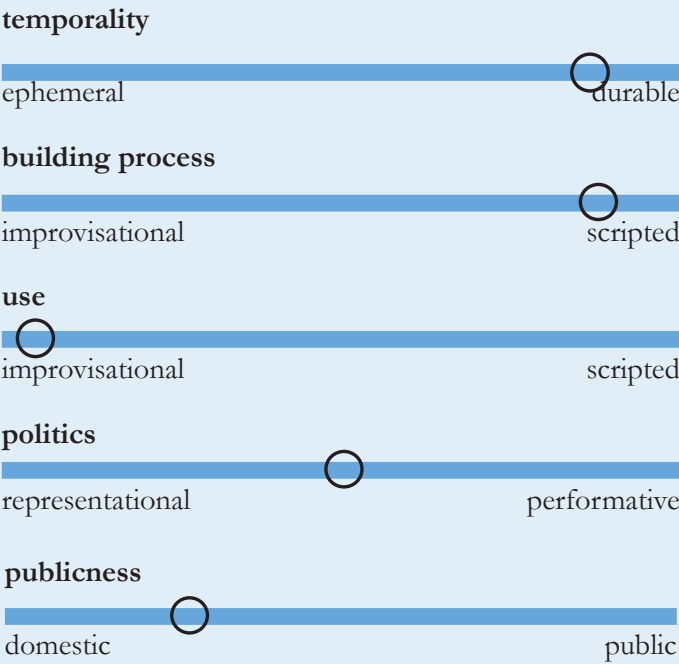 temporality
ephemeral durable
building process
improvisational scripted
use
improvisational scripted
politics
representational performative
publicness
domestic public